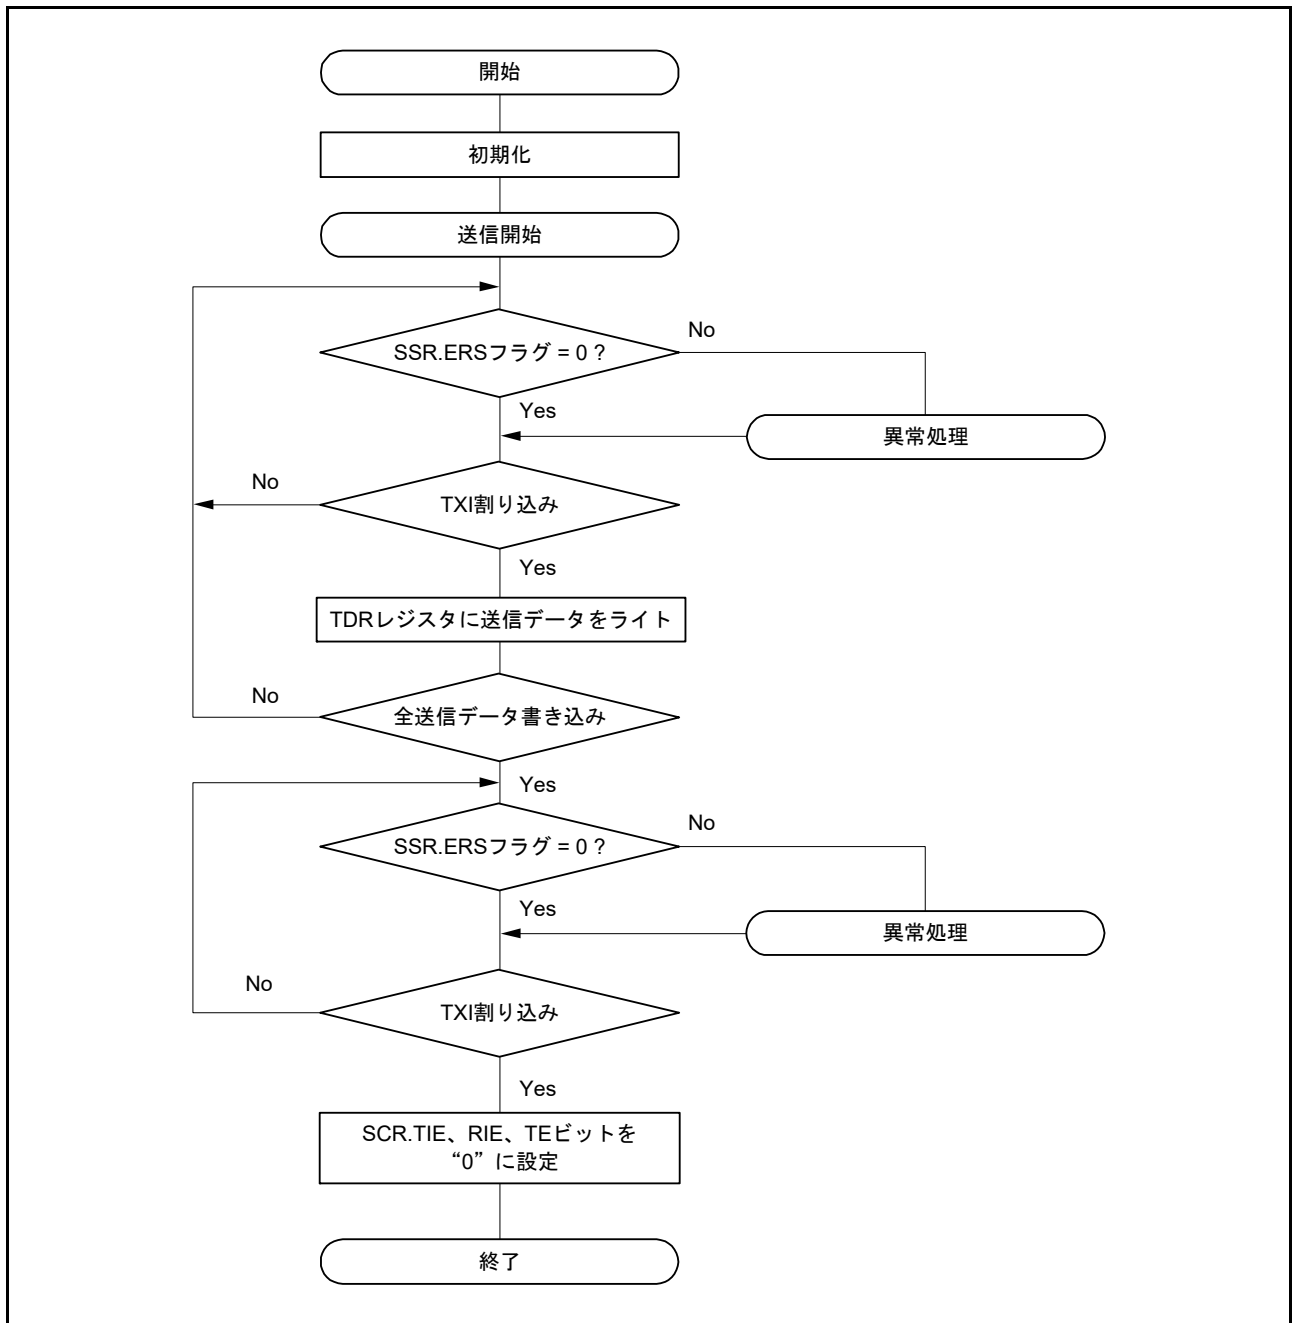 開始
初期化
送信開始
SSR.ERSフラグ = 0 ?
No
Yes
異常処理
No
TXI割り込み
Yes
TDRレジスタに送信データをライト
No
全送信データ書き込み
Yes
SSR.ERSフラグ = 0 ?
No
Yes
異常処理
No
TXI割り込み
Yes
SCR.TIE、RIE、TEビットを
“0”に設定
終了